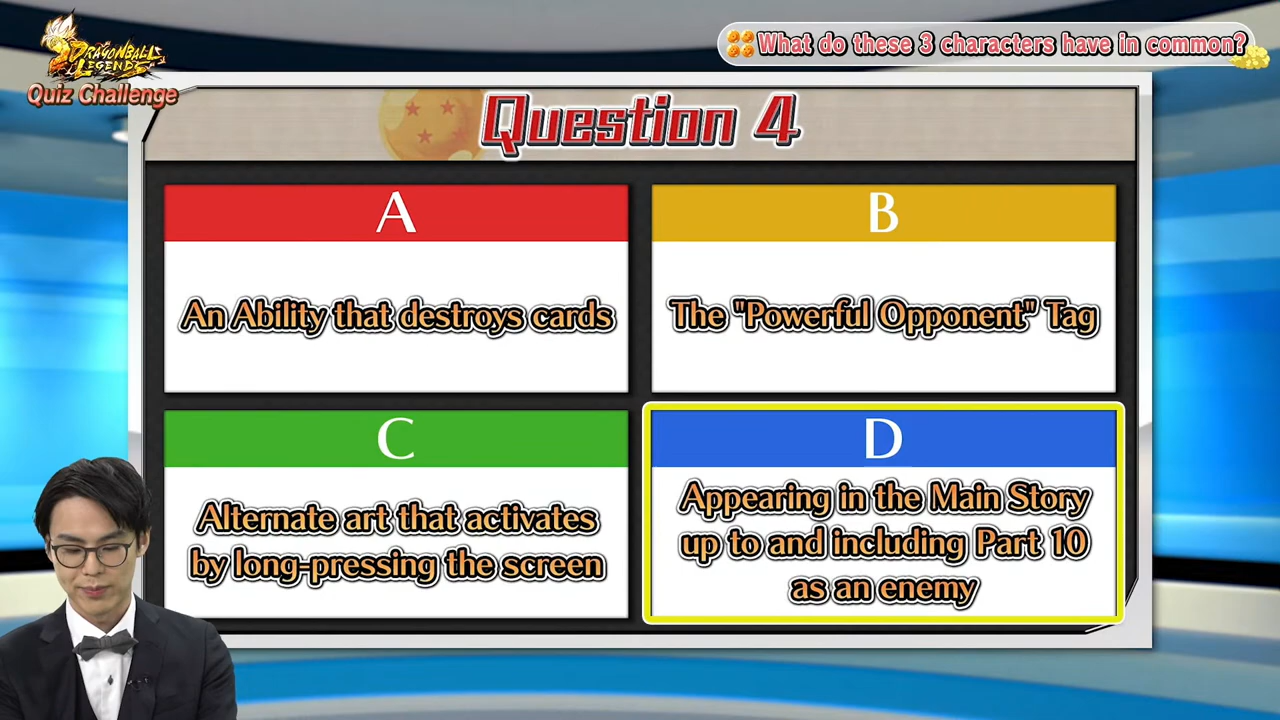 DRAGONBALL
LEGENDS
Quiz Challenge
What do these 3 characters have in common?
Question 4
A
An Ability that destroys cards
B
The "Powerful Opponent" Tag
C
Alternate art that activates
by long-pressing the screen
D
Appearing in the Main Story
up to and including Part 10
as an enemy